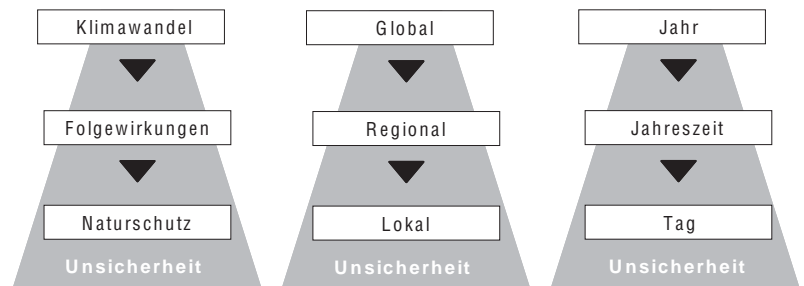 Klimawandel
Folgewirkungen
Naturschutz
Unsicherheit
Global
Regional
Lokal
Unsicherheit
Jahr
Jahreszeit
Tag
Unsicherheit